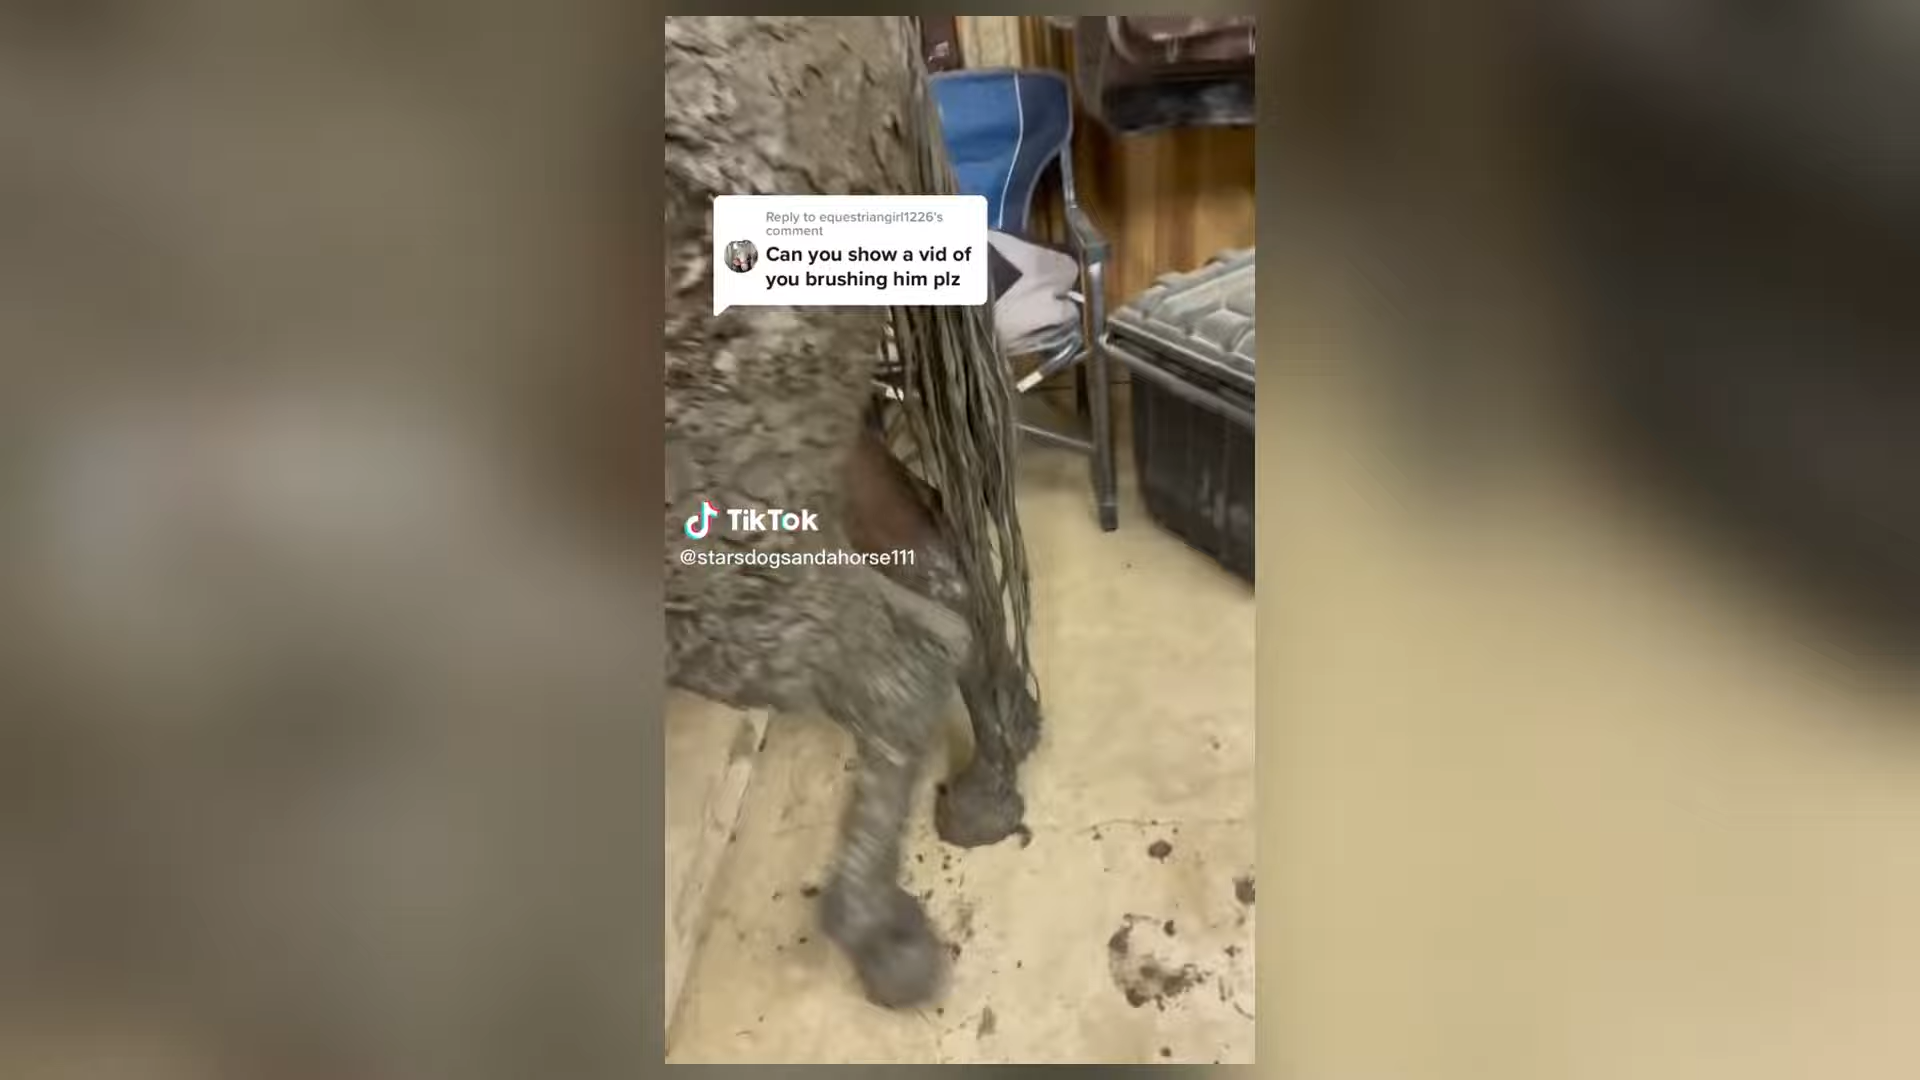 Reply to equestriangirl1226's
comment
Can you show a vid of
you brushing him plz
TikTok
@starsdogsandahorse111